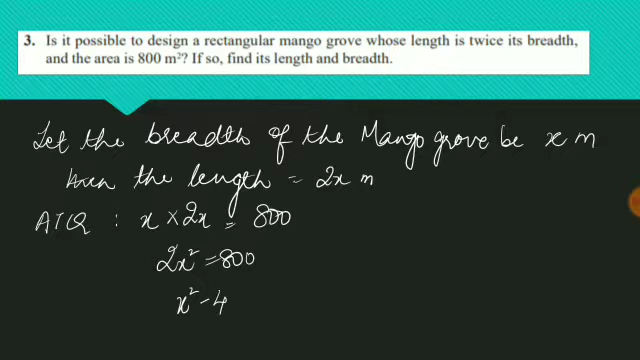 3. Is it possible to design a rectangular mango grove whose length is twice its breadth,
and the area is 800 m²? If so, find its length and breadth.
Let the breadth of the Mango grove be x m
then the length = 2x m
ATQ : x × 2x = 800
2x² = 800
x² - 4